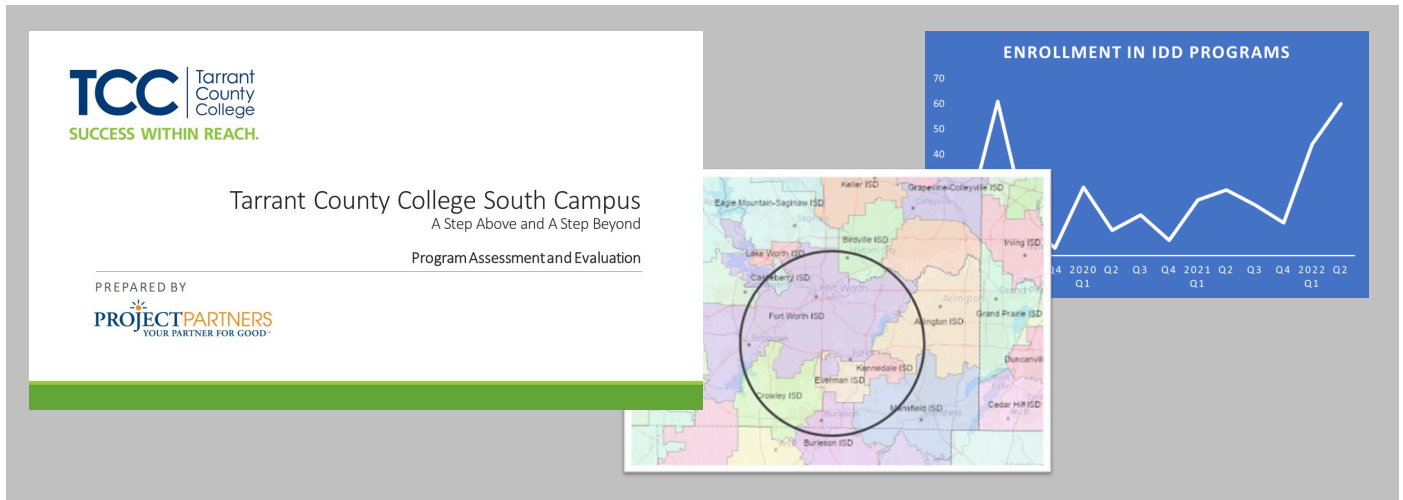 TCC
Tarrant
County
College
SUCCESS WITHIN REACH.
Tarrant County College South Campus
A Step Above and A Step Beyond
Program Assessment and Evaluation
PREPARED BY
PROJECTPARTNERS
YOUR PARTNER FOR GOOD
ENROLLMENT IN IDD PROGRAMS
70
60
50
40
Q4 2020 Q2 Q3 Q4 2021 Q2 Q3 Q4 2022 Q2
Q1 Q1 Q1
Keller ISD
Grapevine-Colleyville ISD
Eagle Mountain-Saginaw ISD
Birdville ISD
Irving ISD
Lake Worth ISD
Castleberry ISD
Fort Worth
Arlington
Fort Worth ISD
Arlington ISD
Grand Prairie ISD
Kennedale ISD
Everman ISD
Crowley ISD
Mansfield ISD
Cedar Hill ISD
Burleson
Burleson ISD